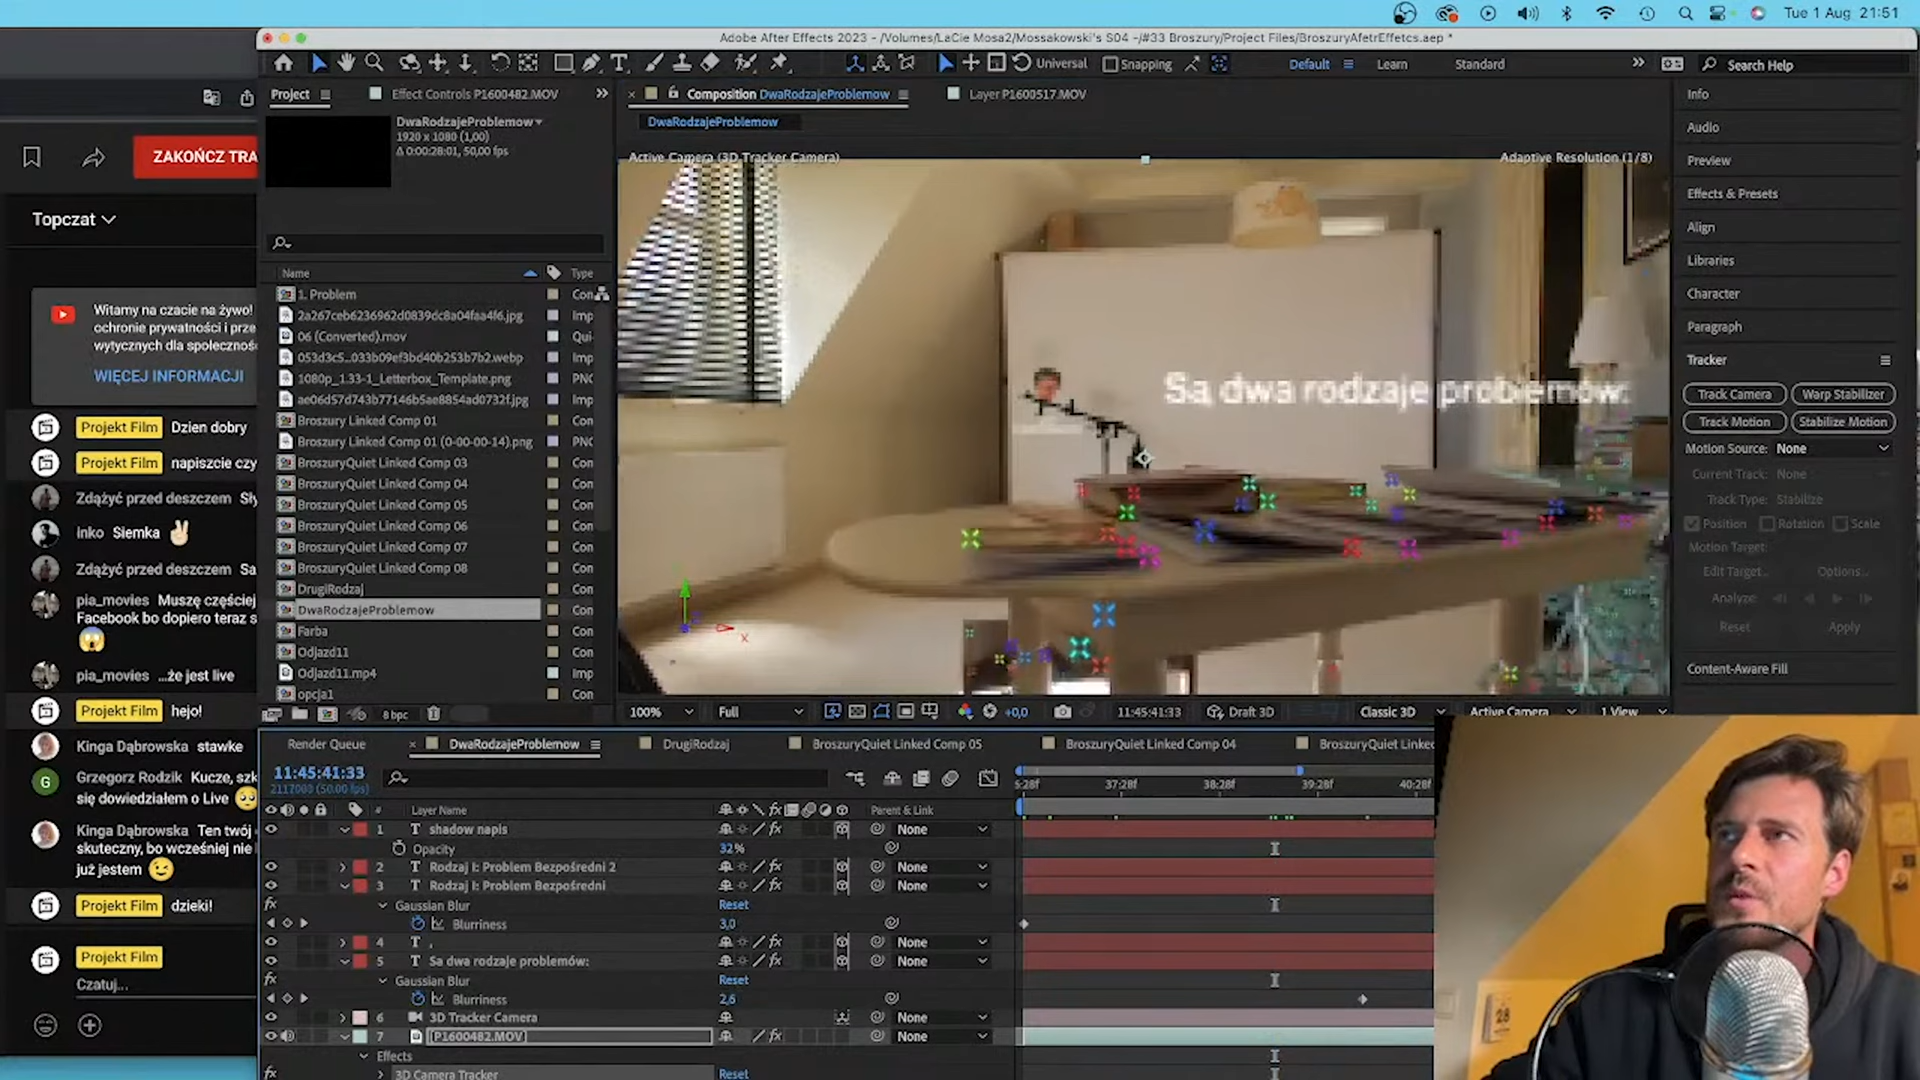 Tue 1 Aug 21:51
Adobe After Effects 2023 - /Volumes/LaCie Mosa2/Mossakowski's S04 -/#33 Broszury/Project Files/BroszuryAfetrEffetcs.aep *
Universal
Snapping
Default
Learn
Standard
Search Help
ZAKOŃCZ TRA
Topczat
Witamy na czacie na żywo!
ochronie prywatności i prze
wytycznych dla społecznoś
WIĘCEJ INFORMACJI
Projekt Film Dzien dobry
Projekt Film napiszcie czy
Zdążyć przed deszczem Sły
inko Siemka
Zdążyć przed deszczem Sa
pia_movies Muszę częściej
Facebook bo dopiero teraz s
pia_movies ...że jest live
Projekt Film hejo!
Kinga Dąbrowska stawke
Grzegorz Rodzik Kucze, szk
się dowiedziałem o Live
Kinga Dąbrowska Ten twój
skuteczny, bo wcześniej nie
już jestem
Projekt Film dzieki!
Projekt Film
Czatuj...
G
Project
Effect Controls P1600482.MOV
DwaRodzajeProblemow
1920 x 1080 (1,00)
Δ 0:00:28:01, 50,00 fps
Name
Type
1. Problem Con
2a267ceb6236962d0839dc8a04faa4f6.jpg Imp
06 (Converted).mov Qui
053d3c5...033b09ef3bd40b253b7b2.webp Imp
1080p_1.33-1_Letterbox_Template.png PNC
ae06d57d743b77146b5ae8854ad0732f.jpg Imp
Broszury Linked Comp 01 Con
Broszury Linked Comp 01 (0-00-00-14).png PNC
BroszuryQuiet Linked Comp 03 Con
BroszuryQuiet Linked Comp 04 Con
BroszuryQuiet Linked Comp 05 Con
BroszuryQuiet Linked Comp 06 Con
BroszuryQuiet Linked Comp 07 Con
BroszuryQuiet Linked Comp 08 Con
DrugiRodzaj Con
DwaRodzajeProblemow Con
Farba Con
Odjazd11 Con
Odjazd11.mp4 Imp
opcja1 Con
8 bpc
Composition DwaRodzajeProblemow
Layer P1600517.MOV
DwaRodzajeProblemow
Active Camera (3D Tracker Camera)
Adaptive Resolution (1/8)
Sa dwa rodzaje problemów:
x
100%
Full
+0,0
11:45:41:33
Draft 3D
Classic 3D
Active Camera
1 View
Info
Audio
Preview
Effects & Presets
Align
Libraries
Character
Paragraph
Tracker
Track Camera
Warp Stabilizer
Track Motion
Stabilize Motion
Motion Source: None
Current Track: None
Track Type: Stabilize
Position
Rotation
Scale
Motion Target:
Edit Target...
Options...
Analyze:
Reset
Apply
Content-Aware Fill
Render Queue
DwaRodzajeProblemow
DrugiRodzaj
BroszuryQuiet Linked Comp 05
BroszuryQuiet Linked Comp 04
BroszuryQuiet Linke
11:45:41:33
2117083 (50.00 fps)
5:28f
37:28f
38:28f
39:28f
40:28f
#
Layer Name
Parent & Link
1 T shadow napis None
Opacity 32%
2 T Rodzaj I: Problem Bezpośredni 2 None
3 T Rodzaj I: Problem Bezpośredni None
fx Gaussian Blur Reset
Blurriness 3,0
4 T . None
5 T Sa dwa rodzaje problemów: None
fx Gaussian Blur Reset
Blurriness 2,6
6 3D Tracker Camera None
7 [P1600482.MOV] None
Effects
fx 3D Camera Tracker Reset
28